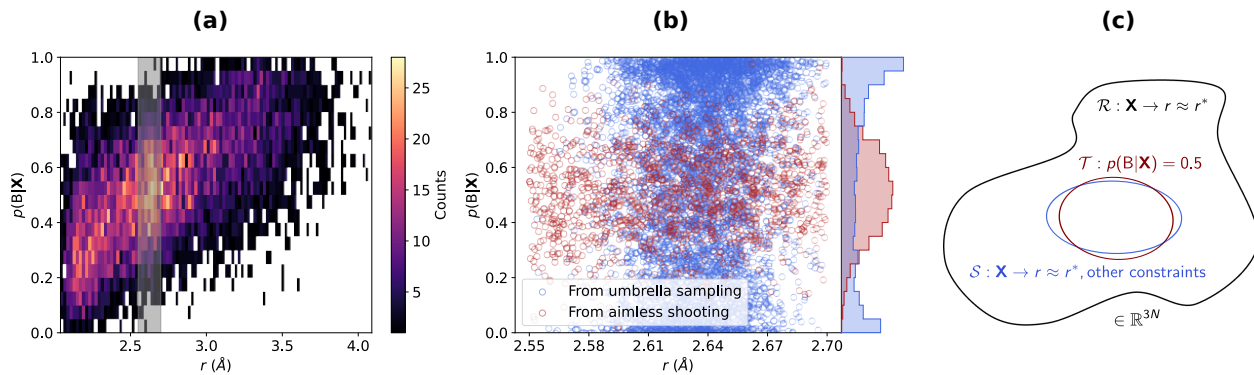 (a)
1.0
0.8
0.6
0.4
0.2
0.0
p(B|X)
2.5
3.0
3.5
4.0
r (Å)
25
20
15
10
5
Counts
(b)
1.0
0.8
0.6
0.4
0.2
0.0
p(B|X)
From umbrella sampling
From aimless shooting
2.55
2.58
2.61
2.64
2.67
2.70
r (Å)
(c)
ℛ : X → r ≈ r*
𝒯 : p(B|X) = 0.5
𝒮 : X → r ≈ r*, other constraints
∈ ℝ³ᴺ